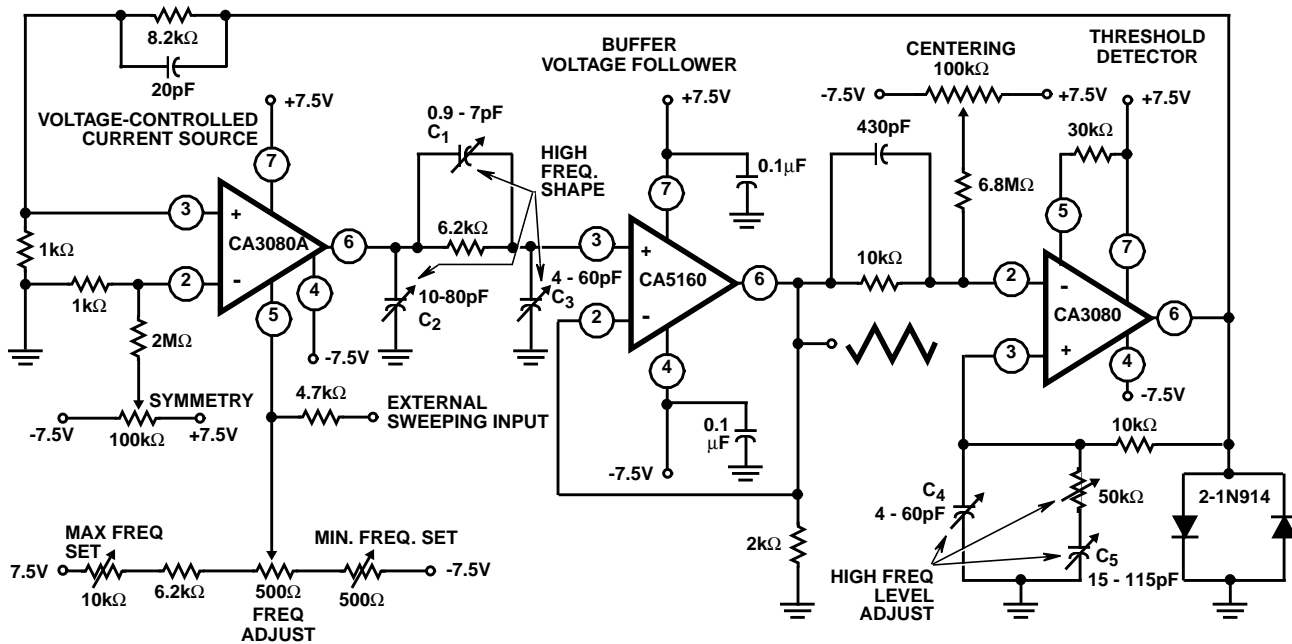 8.2kΩ
20pF
+7.5V
VOLTAGE-CONTROLLED
CURRENT SOURCE
7
3
+
CA3080A
6
1kΩ
1kΩ
2
-
4
5
-7.5V
2MΩ
SYMMETRY
-7.5V
+7.5V
100kΩ
4.7kΩ
EXTERNAL
SWEEPING INPUT
0.9 - 7pF
C1
HIGH
FREQ.
SHAPE
6.2kΩ
10-80pF
C2
4 - 60pF
C3
BUFFER
VOLTAGE FOLLOWER
+7.5V
0.1μF
7
3
+
CA5160
6
2
-
4
0.1
μF
-7.5V
2kΩ
CENTERING
100kΩ
-7.5V
+7.5V
430pF
10kΩ
6.8MΩ
THRESHOLD
DETECTOR
+7.5V
30kΩ
5
7
2
-
CA3080
6
3
+
4
-7.5V
10kΩ
C4
4 - 60pF
50kΩ
C5
15 - 115pF
2-1N914
HIGH FREQ
LEVEL
ADJUST
MAX FREQ
SET
7.5V
10kΩ
6.2kΩ
500Ω
FREQ
ADJUST
MIN. FREQ. SET
500Ω
-7.5V